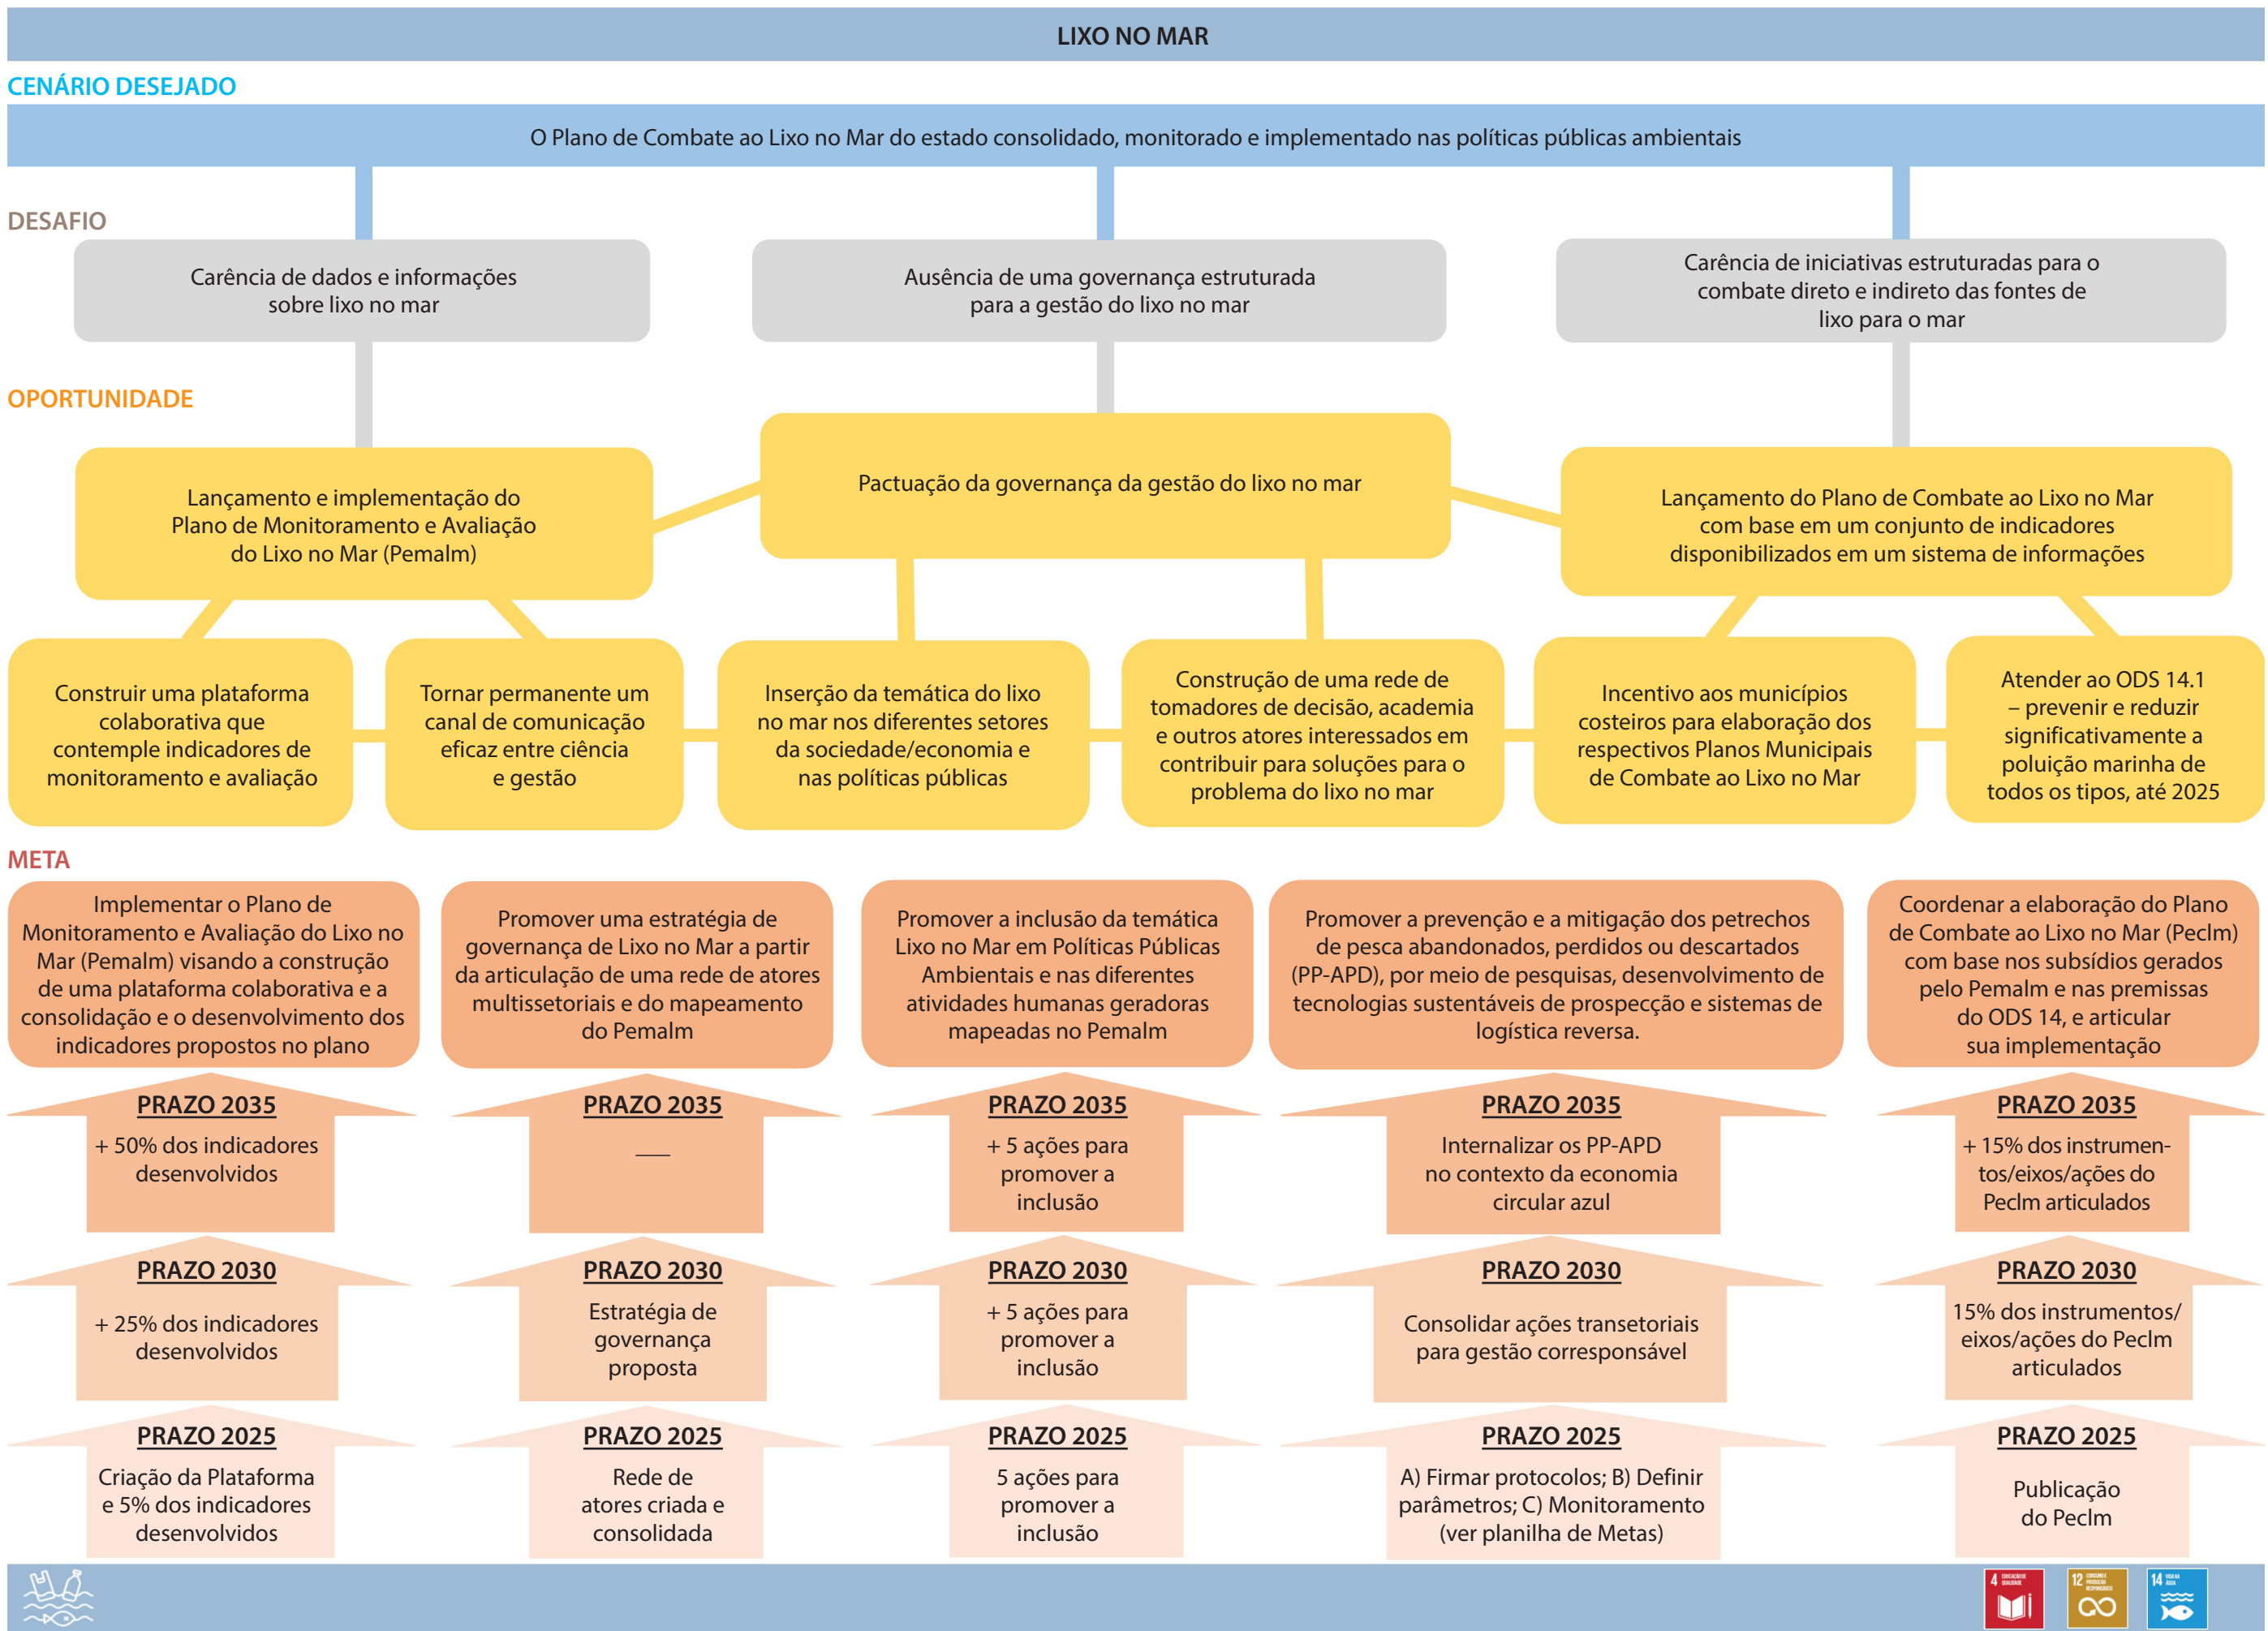 LIXO NO MAR
CENÁRIO DESEJADO
O Plano de Combate ao Lixo no Mar do estado consolidado, monitorado e implementado nas políticas públicas ambientais
DESAFIO
Carência de dados e informações
sobre lixo no mar
Ausência de uma governança estruturada
para a gestão do lixo no mar
Carência de iniciativas estruturadas para o
combate direto e indireto das fontes de
lixo para o mar
OPORTUNIDADE
Lançamento e implementação do
Plano de Monitoramento e Avaliação
do Lixo no Mar (Pemalm)
Pactuação da governança da gestão do lixo no mar
Lançamento do Plano de Combate ao Lixo no Mar
com base em um conjunto de indicadores
disponibilizados em um sistema de informações
Construir uma plataforma
colaborativa que
contemple indicadores de
monitoramento e avaliação
Tornar permanente um
canal de comunicação
eficaz entre ciência
e gestão
Inserção da temática do lixo
no mar nos diferentes setores
da sociedade/economia e
nas políticas públicas
Construção de uma rede de
tomadores de decisão, academia
e outros atores interessados em
contribuir para soluções para o
problema do lixo no mar
Incentivo aos municípios
costeiros para elaboração dos
respectivos Planos Municipais
de Combate ao Lixo no Mar
Atender ao ODS 14.1
– prevenir e reduzir
significativamente a
poluição marinha de
todos os tipos, até 2025
META
Implementar o Plano de
Monitoramento e Avaliação do Lixo no
Mar (Pemalm) visando a construção
de uma plataforma colaborativa e a
consolidação e o desenvolvimento dos
indicadores propostos no plano
Promover uma estratégia de
governança de Lixo no Mar a partir
da articulação de uma rede de atores
multissetoriais e do mapeamento
do Pemalm
Promover a inclusão da temática
Lixo no Mar em Políticas Públicas
Ambientais e nas diferentes
atividades humanas geradoras
mapeadas no Pemalm
Promover a prevenção e a mitigação dos petrechos
de pesca abandonados, perdidos ou descartados
(PP-APD), por meio de pesquisas, desenvolvimento de
tecnologias sustentáveis de prospecção e sistemas de
logística reversa.
Coordenar a elaboração do Plano
de Combate ao Lixo no Mar (Peclm)
com base nos subsídios gerados
pelo Pemalm e nas premissas
do ODS 14, e articular
sua implementação
PRAZO 2035
+ 50% dos indicadores
desenvolvidos
PRAZO 2035
___
PRAZO 2035
+ 5 ações para
promover a
inclusão
PRAZO 2035
Internalizar os PP-APD
no contexto da economia
circular azul
PRAZO 2035
+ 15% dos instrumen-
tos/eixos/ações do
Peclm articulados
PRAZO 2030
+ 25% dos indicadores
desenvolvidos
PRAZO 2030
Estratégia de
governança
proposta
PRAZO 2030
+ 5 ações para
promover a
inclusão
PRAZO 2030
Consolidar ações transetoriais
para gestão corresponsável
PRAZO 2030
15% dos instrumentos/
eixos/ações do Peclm
articulados
PRAZO 2025
Criação da Plataforma
e 5% dos indicadores
desenvolvidos
PRAZO 2025
Rede de
atores criada e
consolidada
PRAZO 2025
5 ações para
promover a
inclusão
PRAZO 2025
A) Firmar protocolos; B) Definir
parâmetros; C) Monitoramento
(ver planilha de Metas)
PRAZO 2025
Publicação
do Peclm
4 EDUCAÇÃO DE
QUALIDADE
12 CONSUMO E
PRODUÇÃO
RESPONSÁVEIS
14 VIDA NA
ÁGUA